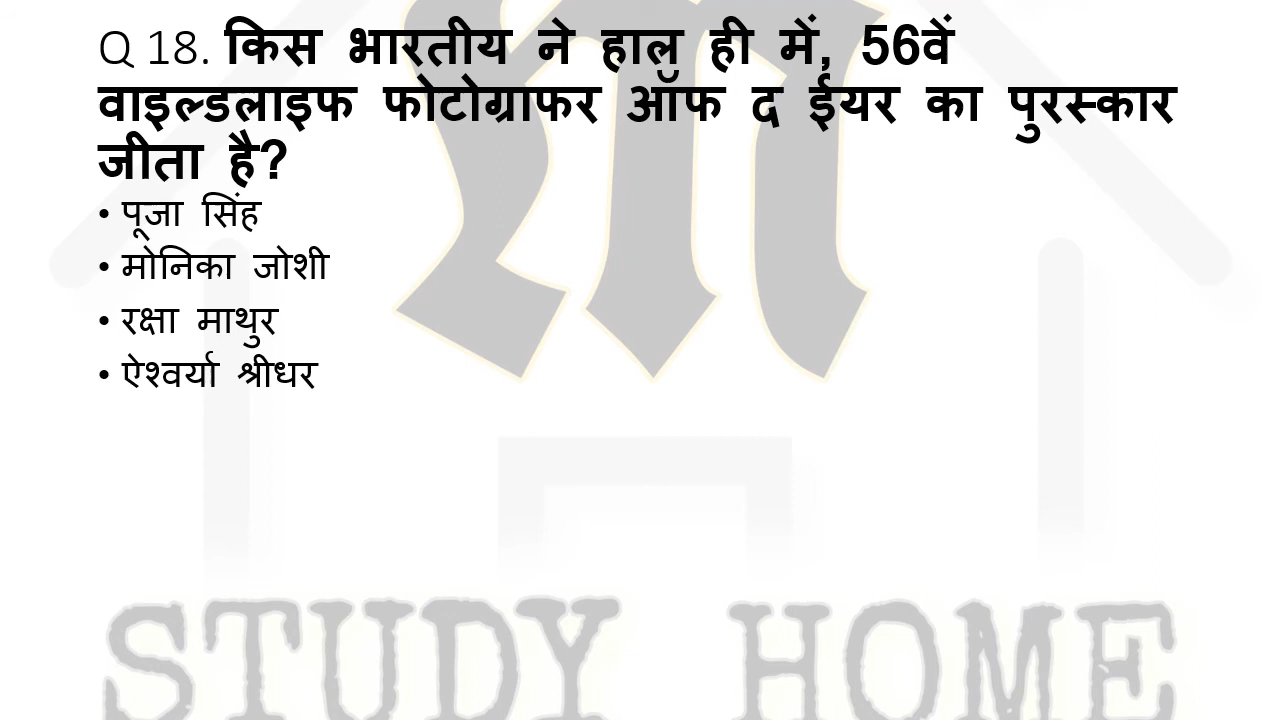 Q 18. किस भारतीय ने हाल ही में, 56वें
वाइल्डलाइफ फोटोग्राफर ऑफ द ईयर का पुरस्कार
जीता है?
• पूजा सिंह
• मोनिका जोशी
• रक्षा माथुर
• ऐश्वर्या श्रीधर
STUDY HOME